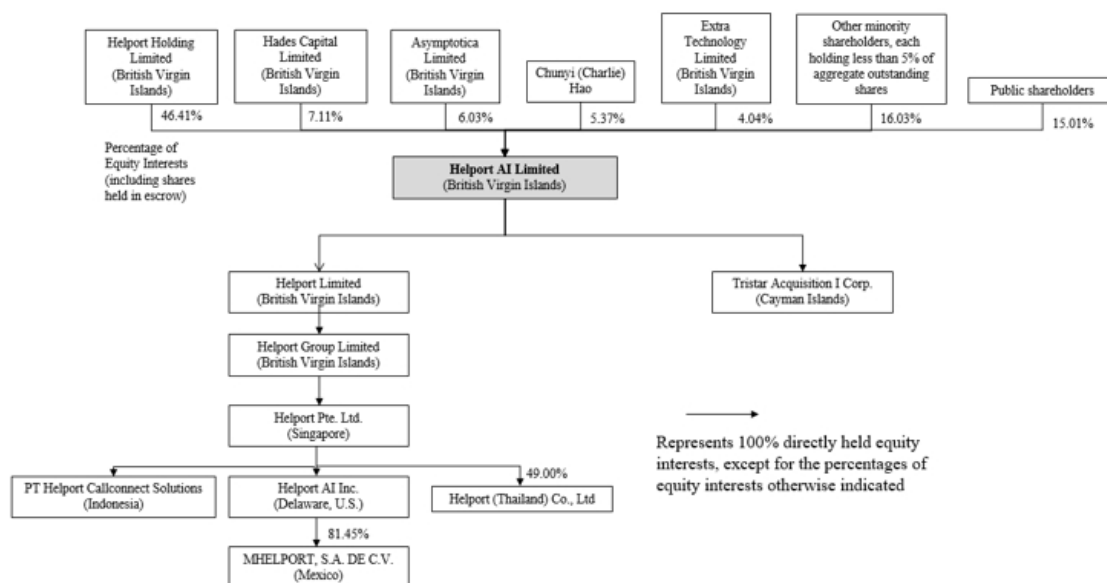 Helport Holding
Limited
(British Virgin
Islands)
Hades Capital
Limited
(British Virgin
Islands)
Asymptotica
Limited
(British Virgin
Islands)
Chunyi (Charlie)
Hao
Extra
Technology
Limited
(British Virgin
Islands)
Other minority
shareholders, each
holding less than 5% of
aggregate outstanding
shares
Public shareholders
46.41%
7.11%
6.03%
5.37%
4.04%
16.03%
15.01%
Percentage of
Equity Interests
(including shares
held in escrow)
Helport AI Limited
(British Virgin Islands)
Helport Limited
(British Virgin Islands)
Tristar Acquisition I Corp.
(Cayman Islands)
Helport Group Limited
(British Virgin Islands)
Helport Pte. Ltd.
(Singapore)
Represents 100% directly held equity
interests, except for the percentages of
equity interests otherwise indicated
49.00%
PT Helport Callconnect Solutions
(Indonesia)
Helport AI Inc.
(Delaware, U.S.)
Helport (Thailand) Co., Ltd
81.45%
MHELPORT, S.A. DE C.V.
(Mexico)